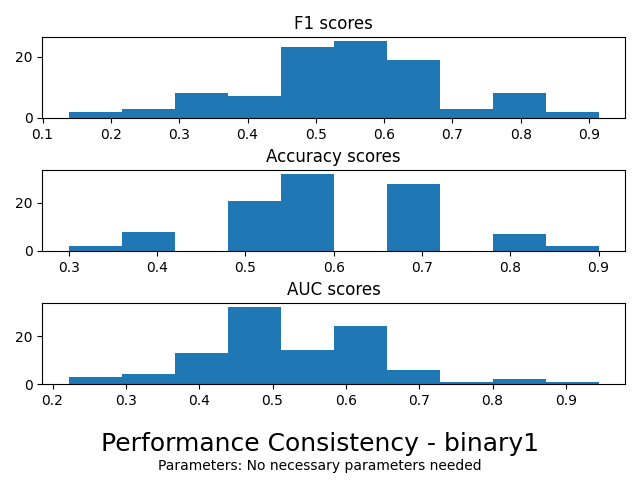 F1 scores
20
0
0.1 0.2 0.3 0.4 0.5 0.6 0.7 0.8 0.9
Accuracy scores
20
0
0.3 0.4 0.5 0.6 0.7 0.8 0.9
AUC scores
20
0
0.2 0.3 0.4 0.5 0.6 0.7 0.8 0.9
Performance Consistency - binary1
Parameters: No necessary parameters needed